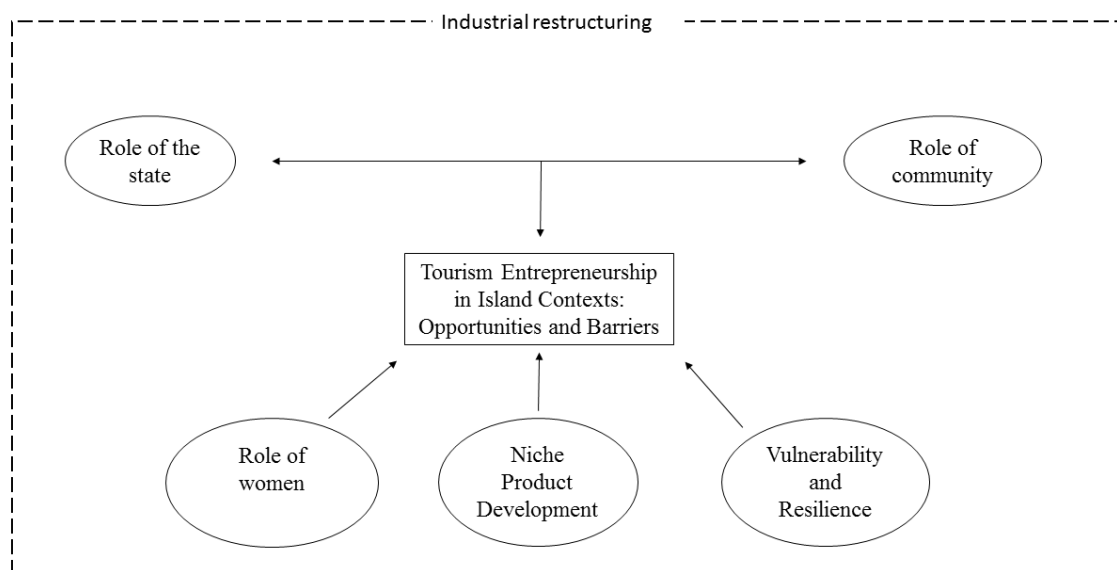 Industrial restructuring
Role of the
state
Role of
community
Tourism Entrepreneurship
in Island Contexts:
Opportunities and Barriers
Role of
women
Niche
Product
Development
Vulnerability
and
Resilience